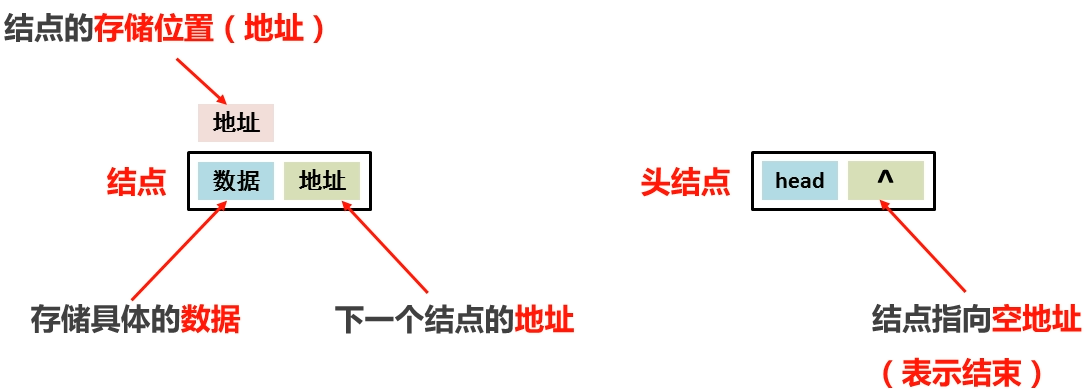 结点的存储位置（地址）
地址
结点
数据
地址
头结点
head
^
存储具体的数据
下一个结点的地址
结点指向空地址
（表示结束）